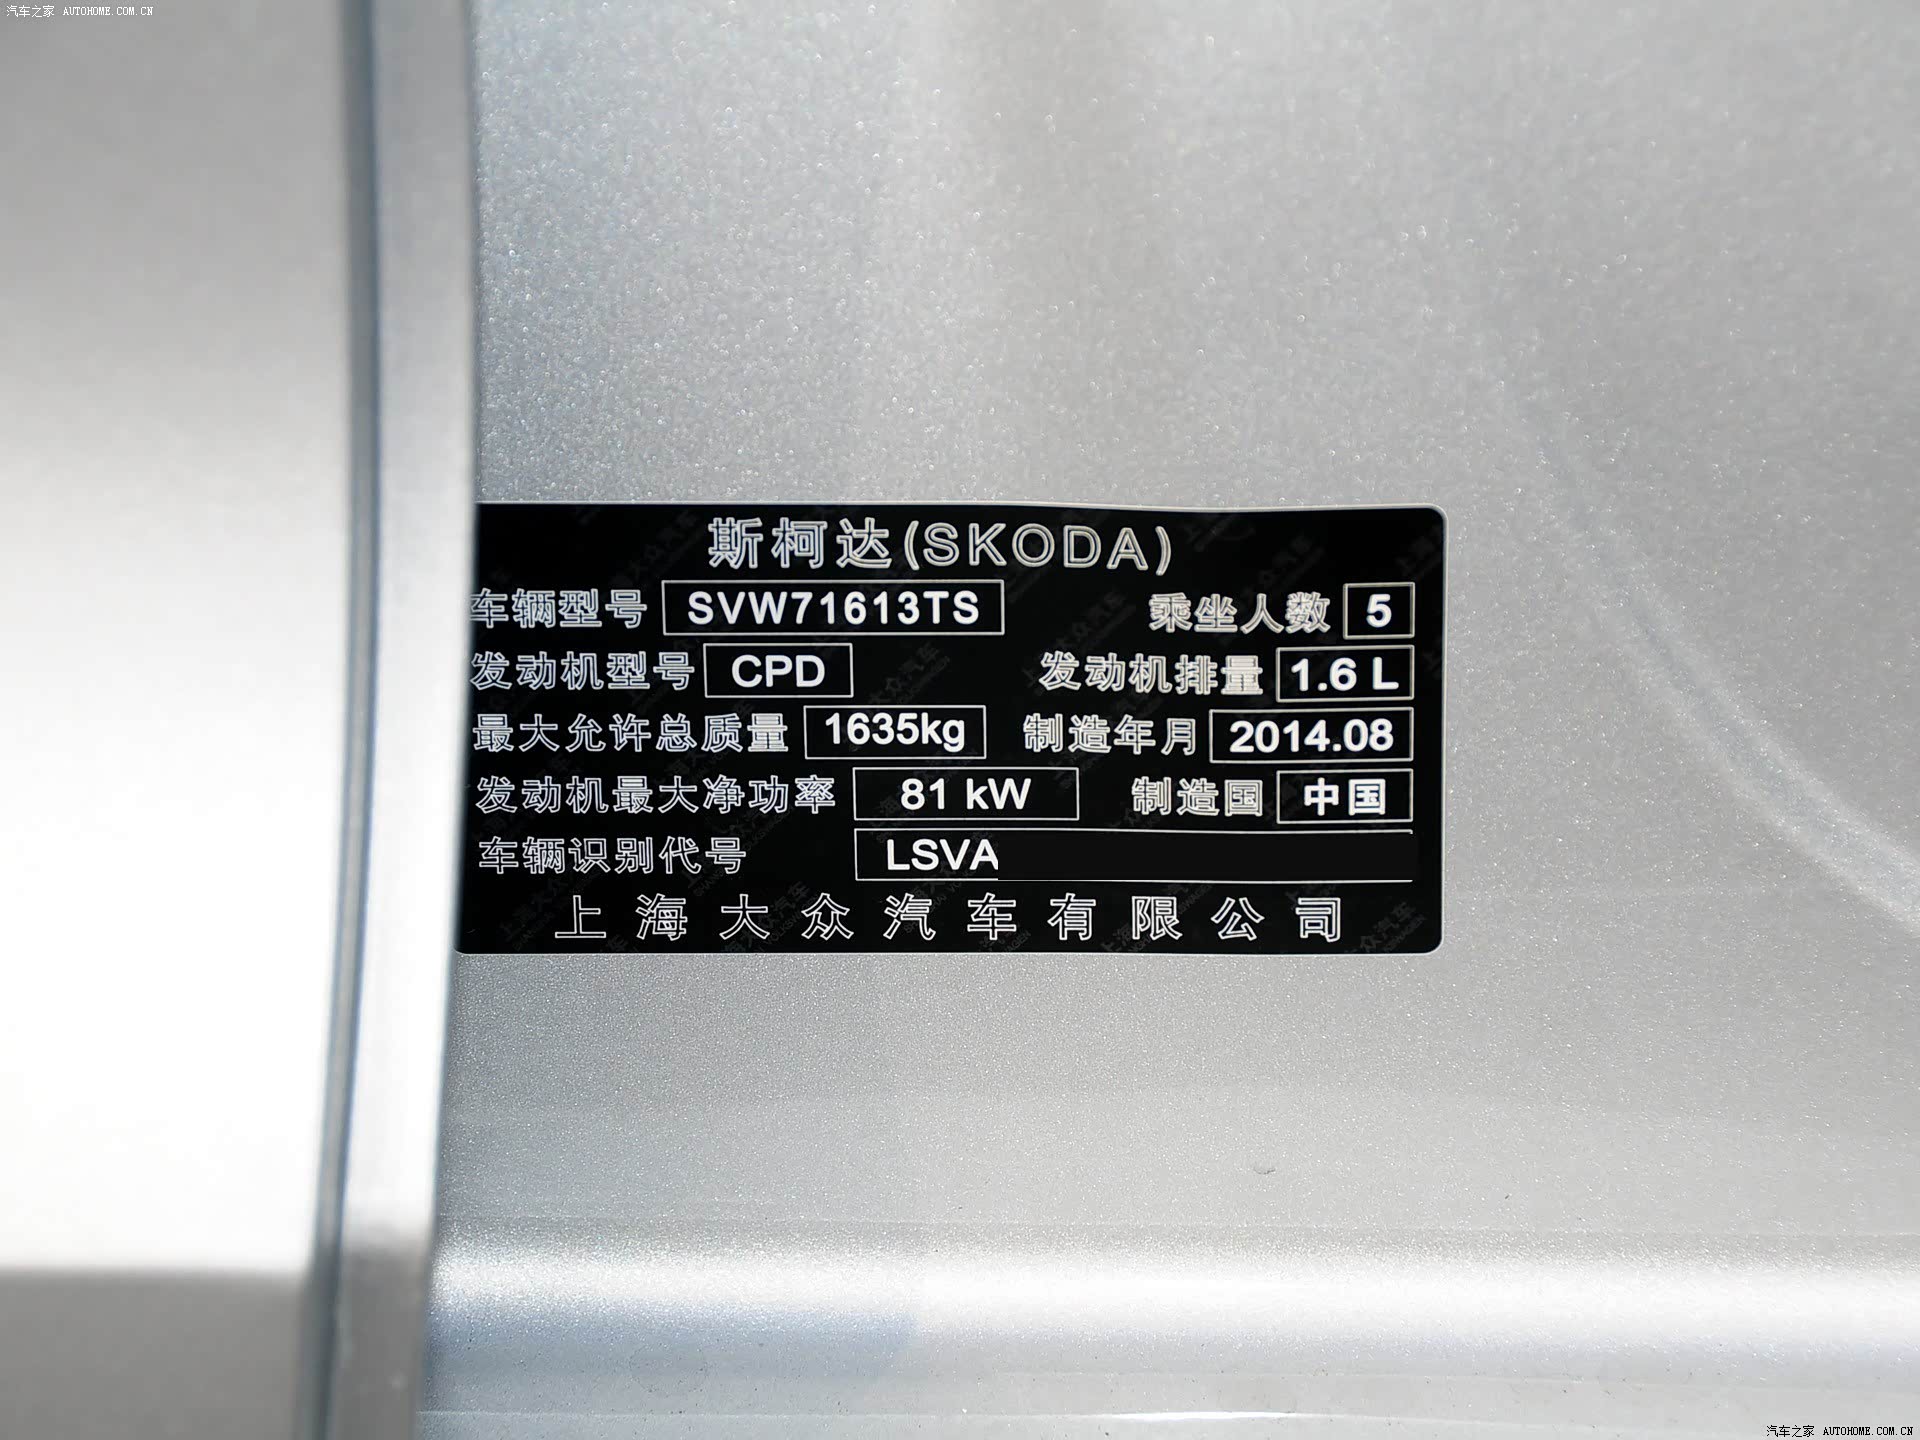 汽车之家 AUTOHOME.COM.CN
斯柯达(SKODA)
车辆型号 SVW71613TS 乘坐人数 5
发动机型号 CPD 发动机排量 1.6 L
最大允许总质量 1635kg 制造年月 2014.08
发动机最大净功率 81 kW 制造国 中国
车辆识别代号 LSVA
上海大众汽车有限公司
汽车之家 AUTOHOME.COM.CN